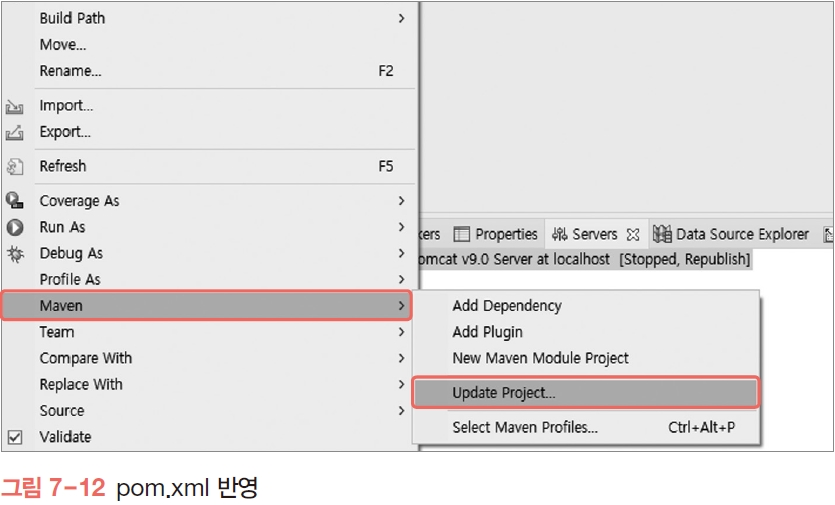 Build Path
Move...
Rename... F2
Import...
Export...
Refresh F5
Coverage As
Run As
Debug As
Profile As
Maven
Team
Compare With
Replace With
Source
Validate
kers Properties Servers Data Source Explorer
omcat v9.0 Server at localhost [Stopped, Republish]
Add Dependency
Add Plugin
New Maven Module Project
Update Project...
Select Maven Profiles... Ctrl+Alt+P
그림 7-12 pom.xml 반영